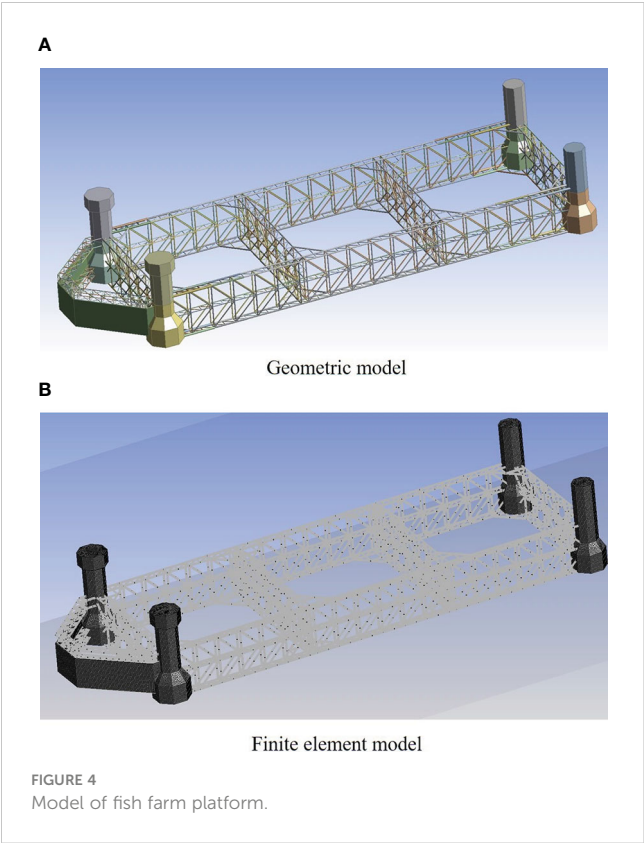 A
Geometric model
B
Finite element model
FIGURE 4
Model of fish farm platform.